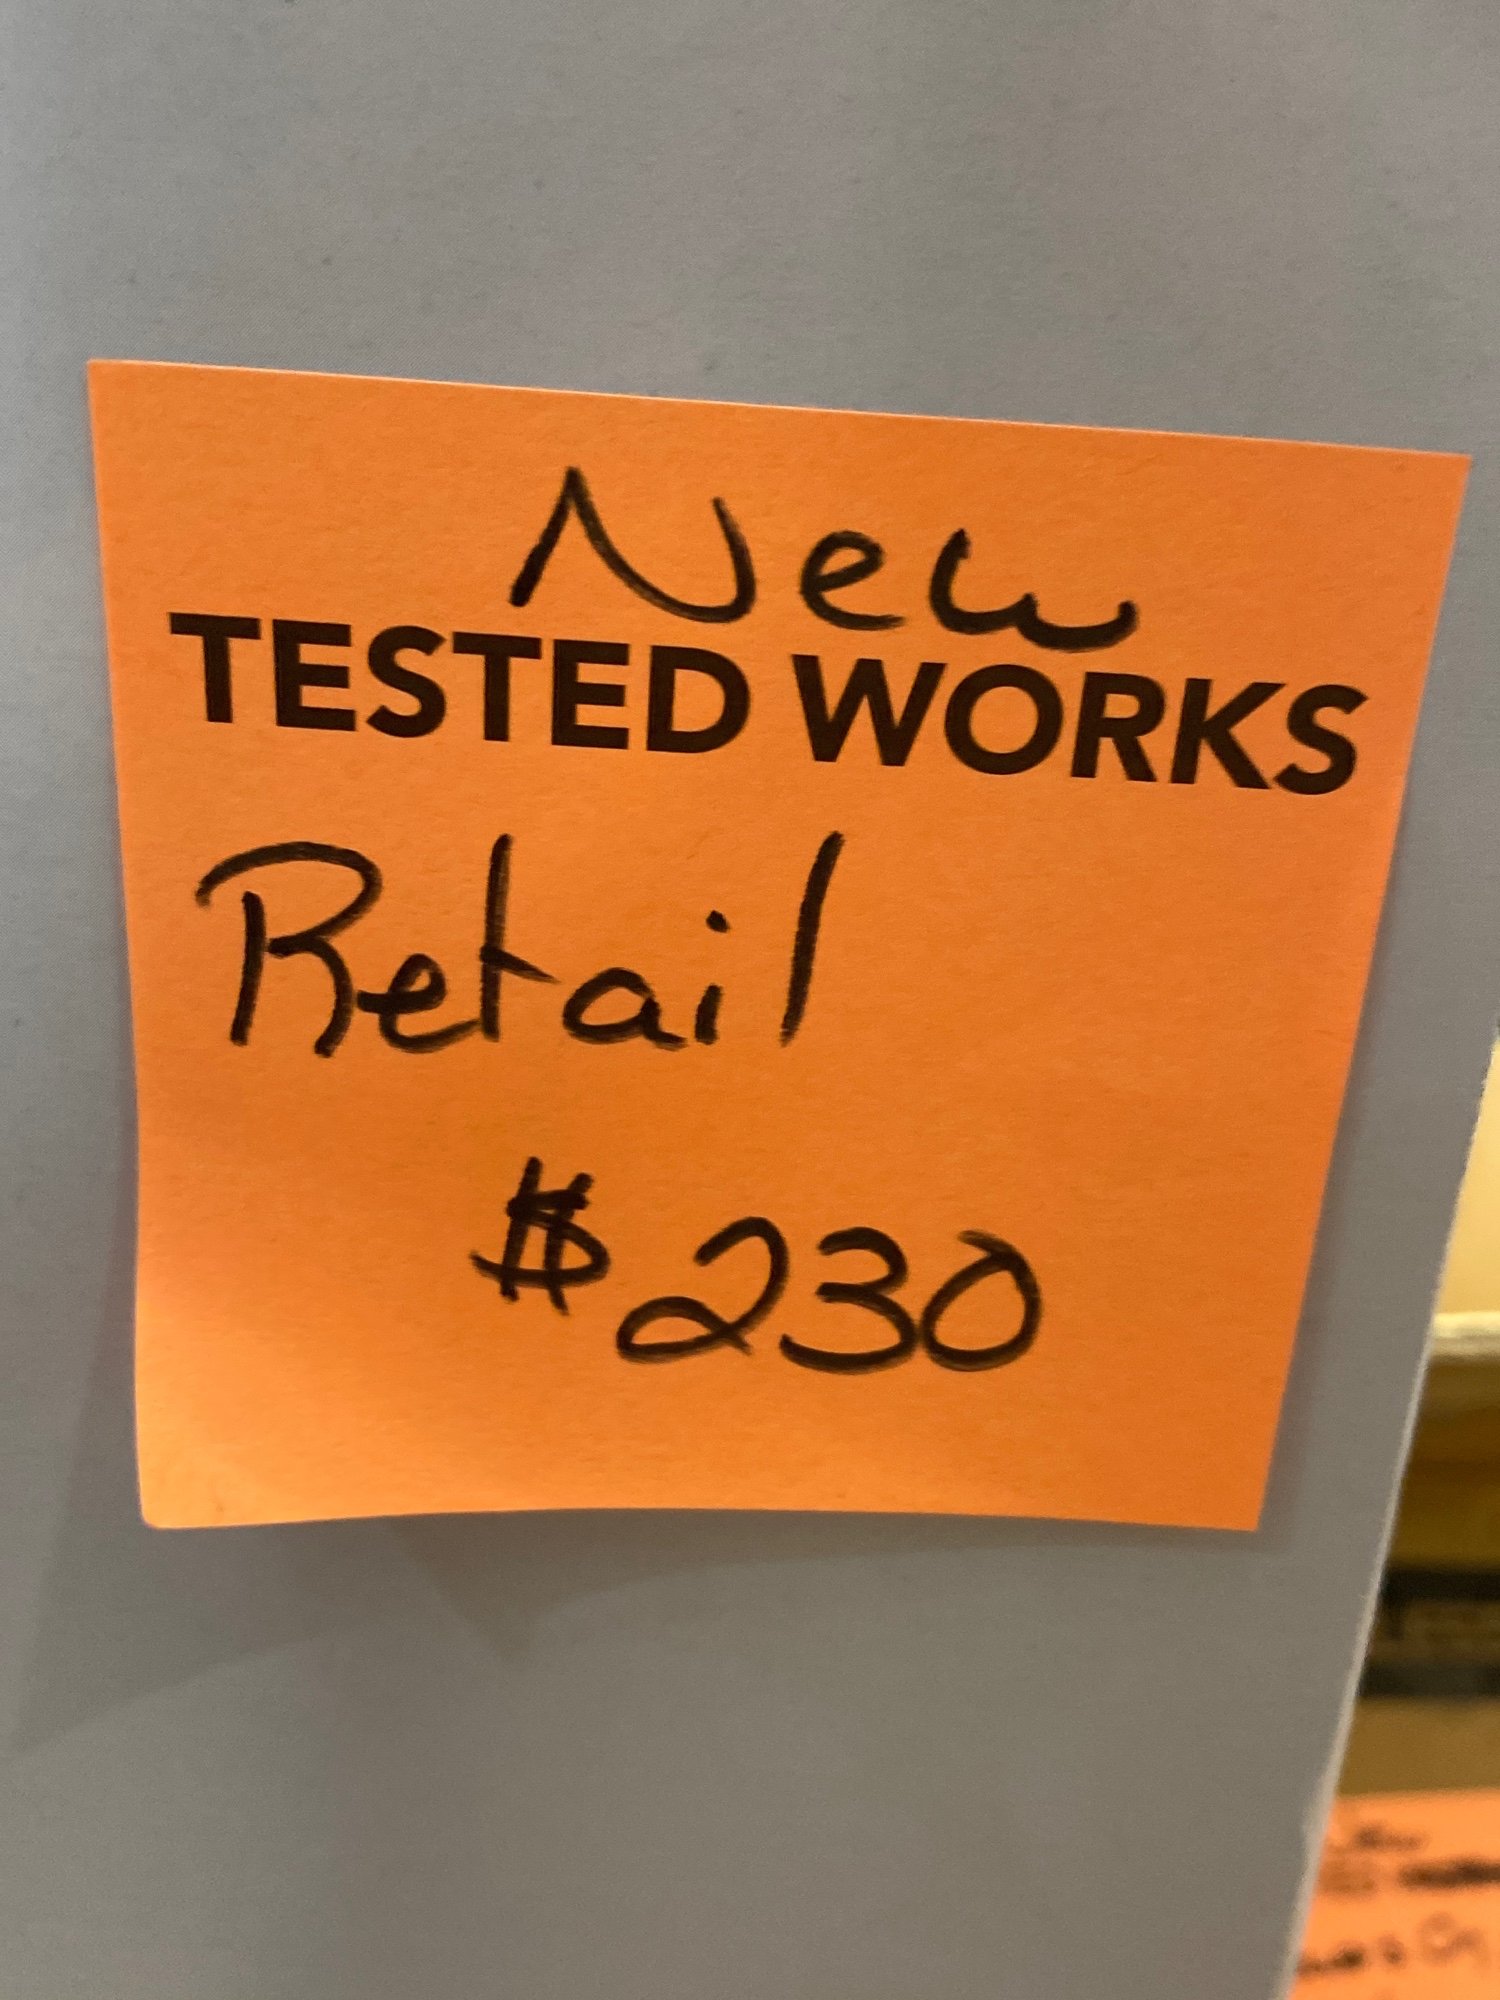 New
TESTED WORKS
Retail
$230